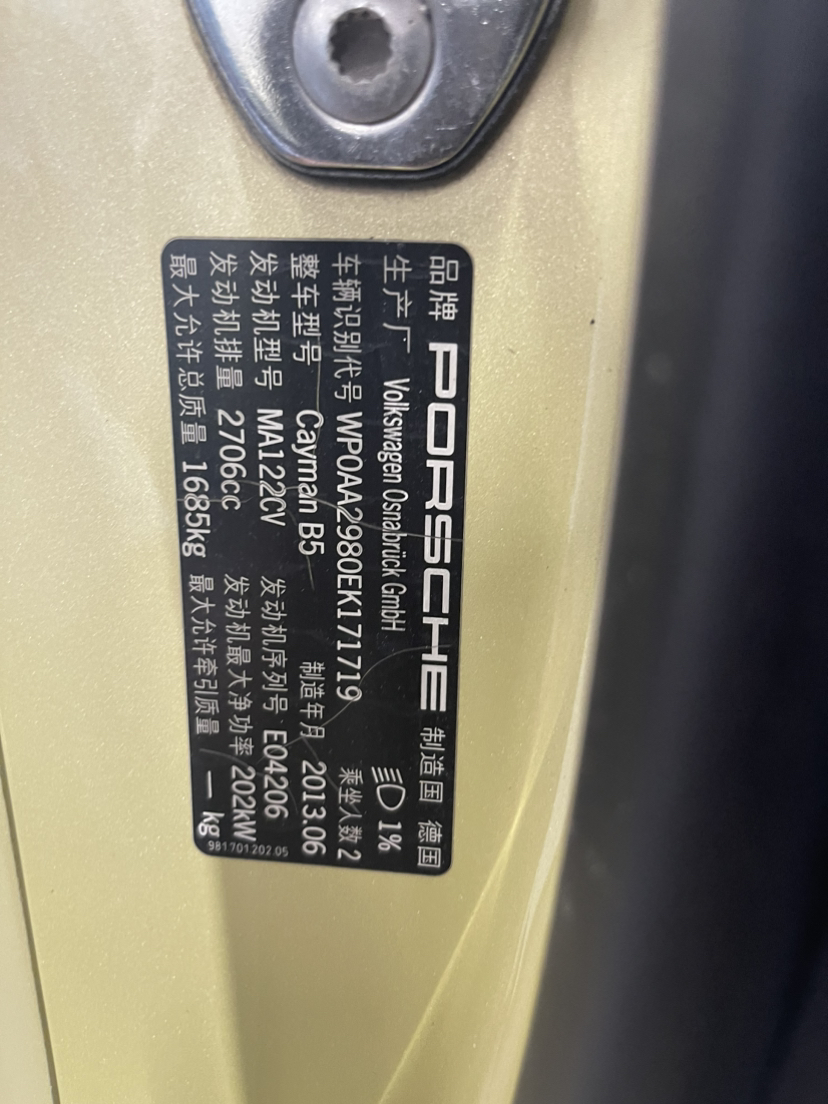 品牌 PORSCHE 制造国 德国
生产厂 Volkswagen Osnabrück GmbH 1%
车辆识别代号 WP0AA2980EK171719 乘坐人数 2
整车型号 Cayman B5 制造年月 2013.06
发动机型号 MA122CV 发动机序列号 E04206
发动机排量 2706cc 发动机最大净功率 202kW
最大允许总质量 1685kg 最大允许牵引质量 — kg
981701202.05